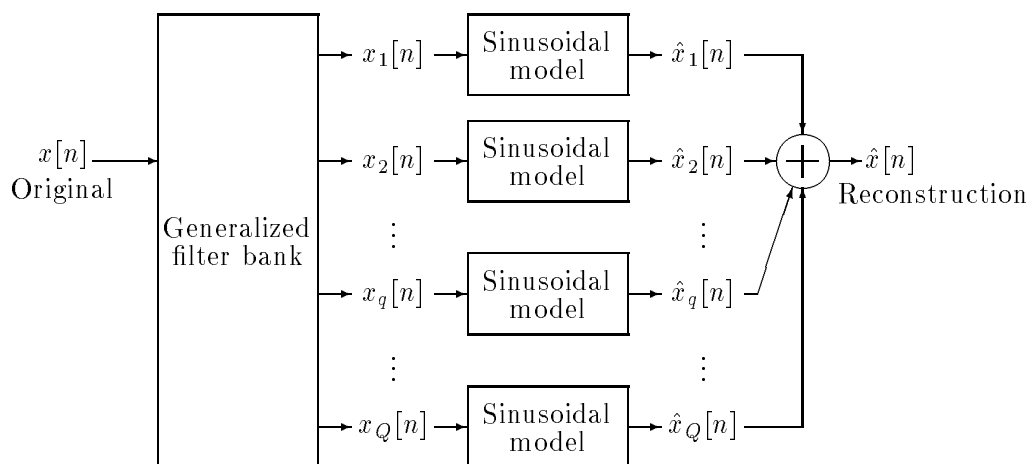 x[n]
Original
Generalized
filter bank
x₁[n]
Sinusoidal
model
x̂₁[n]
x₂[n]
Sinusoidal
model
x̂₂[n]
+
x̂[n]
Reconstruction
⋮
⋮
x_q[n]
Sinusoidal
model
x̂_q[n]
⋮
⋮
x_Q[n]
Sinusoidal
model
x̂_Q[n]